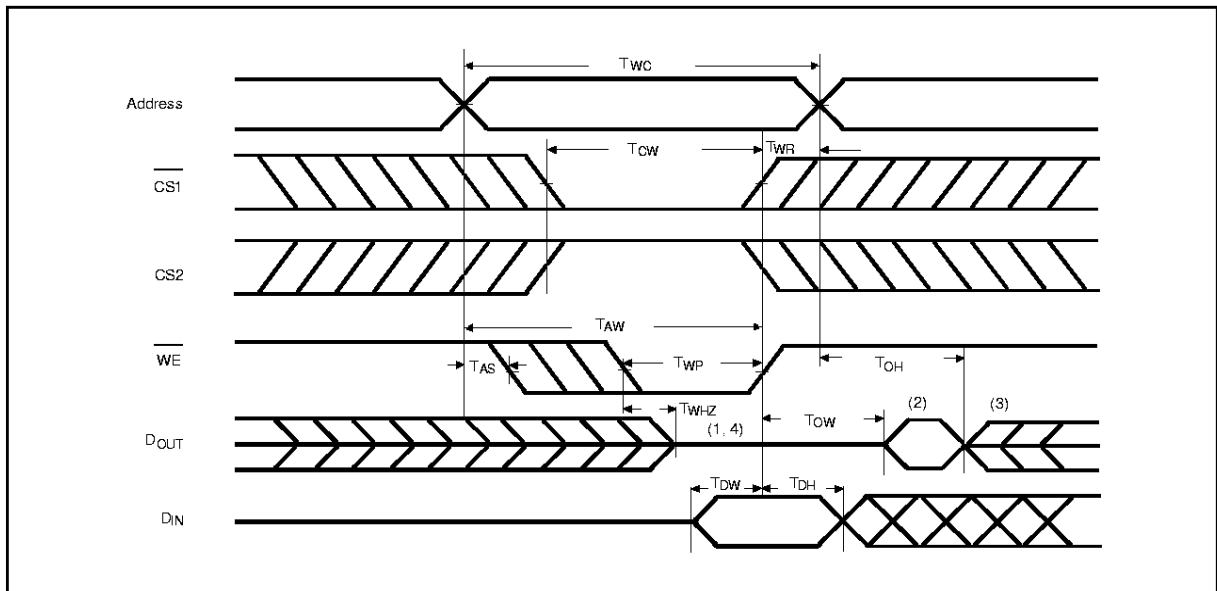 TWC
Address
TCW
TWR
CS1
CS2
TAW
WE
TAS
TWP
TOH
TWHZ
(1, 4)
TOW
(2)
(3)
DOUT
TDW
TDH
DIN